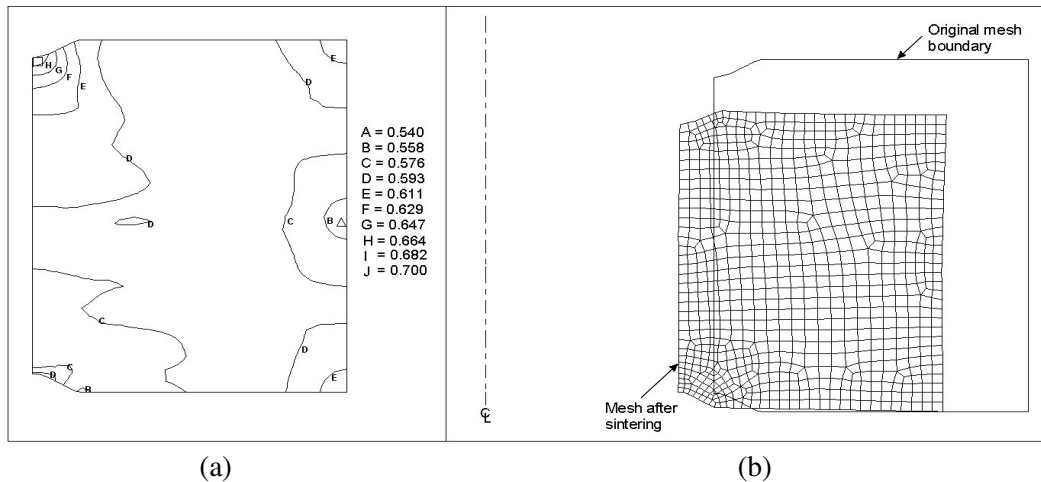 H
G
F
E
D
E
D
C
B
D
C
D
E
C
D
B
A = 0.540
B = 0.558
C = 0.576
D = 0.593
E = 0.611
F = 0.629
G = 0.647
H = 0.664
I = 0.682
J = 0.700
Original mesh
boundary
Mesh after
sintering
℄
(a)
(b)